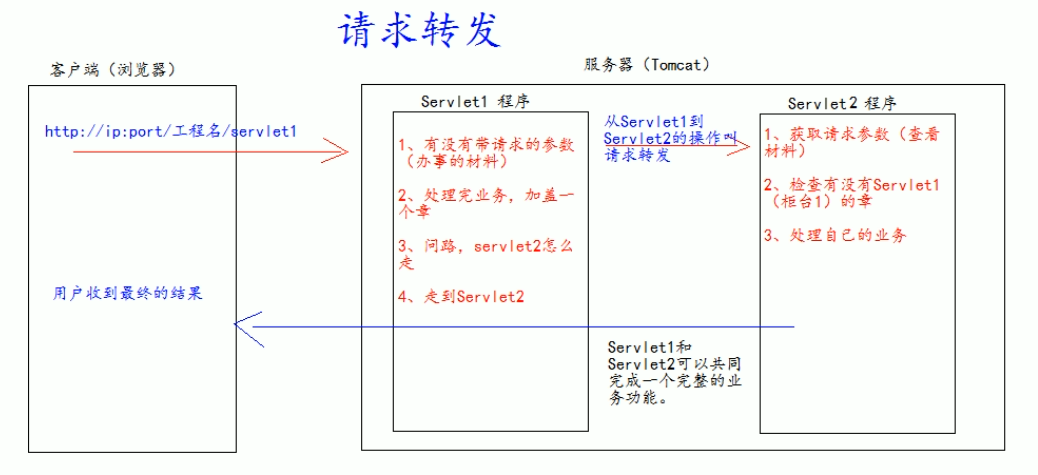 请求转发
客户端（浏览器）
服务器（Tomcat）
http://ip:port/工程名/servlet1
用户收到最终的结果
Servlet1 程序
1、有没有带请求的参数
（办事的材料）
2、处理完业务，加盖一
个章
3、问路，servlet2怎么
走
4、走到Servlet2
从Servlet1到
Servlet2的操作叫
请求转发
Servlet2 程序
1、获取请求参数（查看
材料）
2、检查有没有Servlet1
（柜台1）的章
3、处理自己的业务
Servlet1和
Servlet2可以共同
完成一个完整的业
务功能。